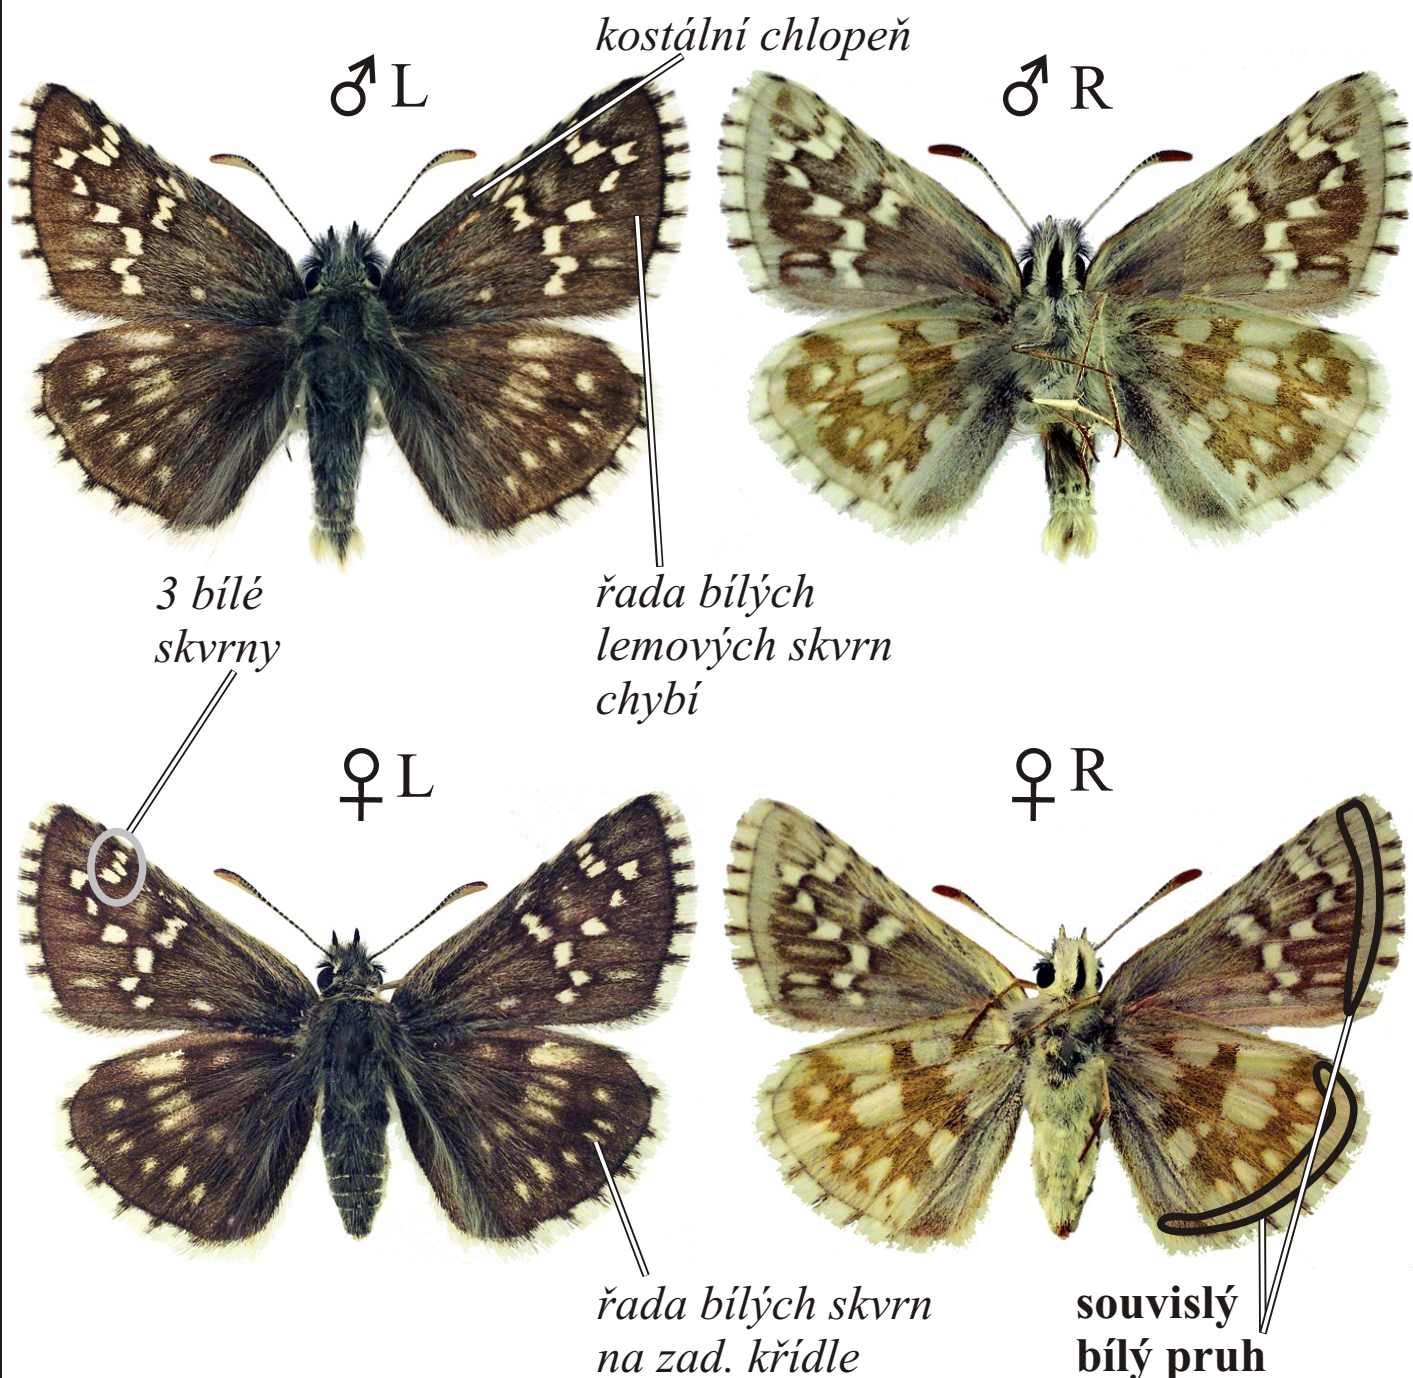 kostální chlopeň
♂ L
♂ R
3 bílé
skvrny
řada bílých
lemových skvrn
chybí
♀ L
♀ R
řada bílých skvrn
na zad. křídle
souvislý
bílý pruh